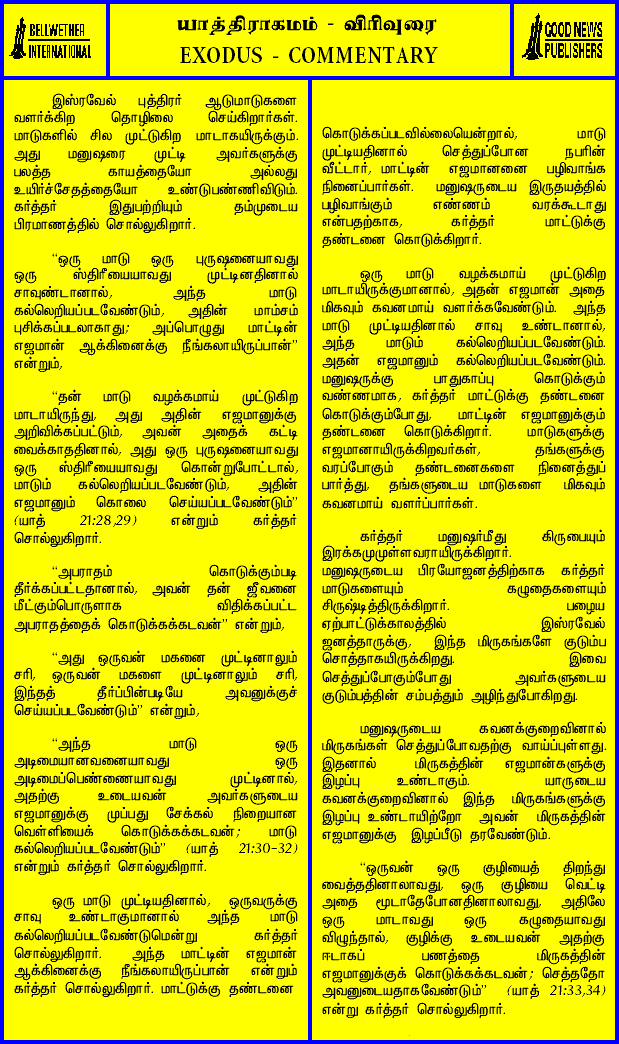 BELLWETHER
INTERNATIONAL
யாத்திராகமம் - விரிவுரை
EXODUS - COMMENTARY
GOOD NEWS
PUBLISHERS
இஸ்ரவேல் புத்திரர் ஆடுமாடுகளை
வளர்க்கிற தொழிலை செய்கிறார்கள்.
மாடுகளில் சில முட்டுகிற மாடாகயிருக்கும்.
அது மனுஷரை முட்டி அவர்களுக்கு
பலத்த காயத்தையோ அல்லது
உயிர்ச்சேதத்தையோ உண்டுபண்ணிவிடும்.
கர்த்தர் இதுபற்றியும் தம்முடைய
பிரமாணத்தில் சொல்லுகிறார்.
“ஒரு மாடு ஒரு புருஷனையாவது
ஒரு ஸ்திரீயையாவது முட்டினதினால்
சாவுண்டானால், அந்த மாடு
கல்லெறியப்படவேண்டும், அதின் மாம்சம்
புசிக்கப்படலாகாது; அப்பொழுது மாட்டின்
எஜமான் ஆக்கினைக்கு நீங்கலாயிருப்பான்”
என்றும்,
“தன் மாடு வழக்கமாய் முட்டுகிற
மாடாயிருந்து, அது அதின் எஜமானுக்கு
அறிவிக்கப்பட்டும், அவன் அதைக் கட்டி
வைக்காததினால், அது ஒரு புருஷனையாவது
ஒரு ஸ்திரீயையாவது கொன்றுபோட்டால்,
மாடும் கல்லெறியப்படவேண்டும், அதின்
எஜமானும் கொலை செய்யப்படவேண்டும்”
(யாத் 21:28,29) என்றும் கர்த்தர்
சொல்லுகிறார்.
“அபராதம் கொடுக்கும்படி
தீர்க்கப்பட்டதானால், அவன் தன் ஜீவனை
மீட்கும்பொருளாக விதிக்கப்பட்ட
அபராதத்தைக் கொடுக்கக்கடவன்” என்றும்,
“அது ஒருவன் மகனை முட்டினாலும்
சரி, ஒருவன் மகளை முட்டினாலும் சரி,
இந்தத் தீர்ப்பின்படியே அவனுக்குச்
செய்யப்படவேண்டும்” என்றும்,
“அந்த மாடு ஒரு
அடிமையானவனையாவது ஒரு
அடிமைப்பெண்ணையாவது முட்டினால்,
அதற்கு உடையவன் அவர்களுடைய
எஜமானுக்கு முப்பது சேக்கல் நிறையான
வெள்ளியைக் கொடுக்கக்கடவன்; மாடு
கல்லெறியப்படவேண்டும்” (யாத் 21:30-32)
என்றும் கர்த்தர் சொல்லுகிறார்.
ஒரு மாடு முட்டியதினால், ஒருவருக்கு
சாவு உண்டாகுமானால் அந்த மாடு
கல்லெறியப்படவேண்டுமென்று கர்த்தர்
சொல்லுகிறார். அந்த மாட்டின் எஜமான்
ஆக்கினைக்கு நீங்கலாயிருப்பான் என்றும்
கர்த்தர் சொல்லுகிறார். மாட்டுக்கு தண்டனை
கொடுக்கப்படவில்லையென்றால், மாடு
முட்டியதினால் செத்துப்போன நபரின்
வீட்டார், மாட்டின் எஜமானனை பழிவாங்க
நினைப்பார்கள். மனுஷருடைய இருதயத்தில்
பழிவாங்கும் எண்ணம் வரக்கூடாது
என்பதற்காக, கர்த்தர் மாட்டுக்கு
தண்டனை கொடுக்கிறார்.
ஒரு மாடு வழக்கமாய் முட்டுகிற
மாடாயிருக்குமானால், அதன் எஜமான் அதை
மிகவும் கவனமாய் வளர்க்கவேண்டும். அந்த
மாடு முட்டியதினால் சாவு உண்டானால்,
அந்த மாடும் கல்லெறியப்படவேண்டும்.
அதன் எஜமானும் கல்லெறியப்படவேண்டும்.
மனுஷருக்கு பாதுகாப்பு கொடுக்கும்
வண்ணமாக, கர்த்தர் மாட்டுக்கு தண்டனை
கொடுக்கும்போது, மாட்டின் எஜமானுக்கும்
தண்டனை கொடுக்கிறார். மாடுகளுக்கு
எஜமானாயிருக்கிறவர்கள், தங்களுக்கு
வரப்போகும் தண்டனைகளை நினைத்துப்
பார்த்து, தங்களுடைய மாடுகளை மிகவும்
கவனமாய் வளர்ப்பார்கள்.
கர்த்தர் மனுஷர்மீது கிருபையும்
இரக்கமுமுள்ளவராயிருக்கிறார்.
மனுஷருடைய பிரயோஜனத்திற்காக கர்த்தர்
மாடுகளையும் கழுதைகளையும்
சிருஷ்டித்திருக்கிறார். பழைய
ஏற்பாட்டுக்காலத்தில் இஸ்ரவேல்
ஜனத்தாருக்கு, இந்த மிருகங்களே குடும்ப
சொத்தாகயிருக்கிறது. இவை
செத்துப்போகும்போது அவர்களுடைய
குடும்பத்தின் சம்பத்தும் அழிந்துபோகிறது.
மனுஷருடைய கவனக்குறைவினால்
மிருகங்கள் செத்துப்போவதற்கு வாய்ப்புள்ளது.
இதனால் மிருகத்தின் எஜமான்களுக்கு
இழப்பு உண்டாகும். யாருடைய
கவனக்குறைவினால் இந்த மிருகங்களுக்கு
இழப்பு உண்டாயிற்றோ அவன் மிருகத்தின்
எஜமானுக்கு இழப்பீடு தரவேண்டும்.
“ஒருவன் ஒரு குழியைத் திறந்து
வைத்ததினாலாவது, ஒரு குழியை வெட்டி
அதை மூடாதேபோனதினாலாவது, அதிலே
ஒரு மாடாவது ஒரு கழுதையாவது
விழுந்தால், குழிக்கு உடையவன் அதற்கு
ஈடாகப் பணத்தை மிருகத்தின்
எஜமானுக்குக் கொடுக்கக்கடவன்; செத்ததோ
அவனுடையதாகவேண்டும்” (யாத் 21:33,34)
என்று கர்த்தர் சொல்லுகிறார்.